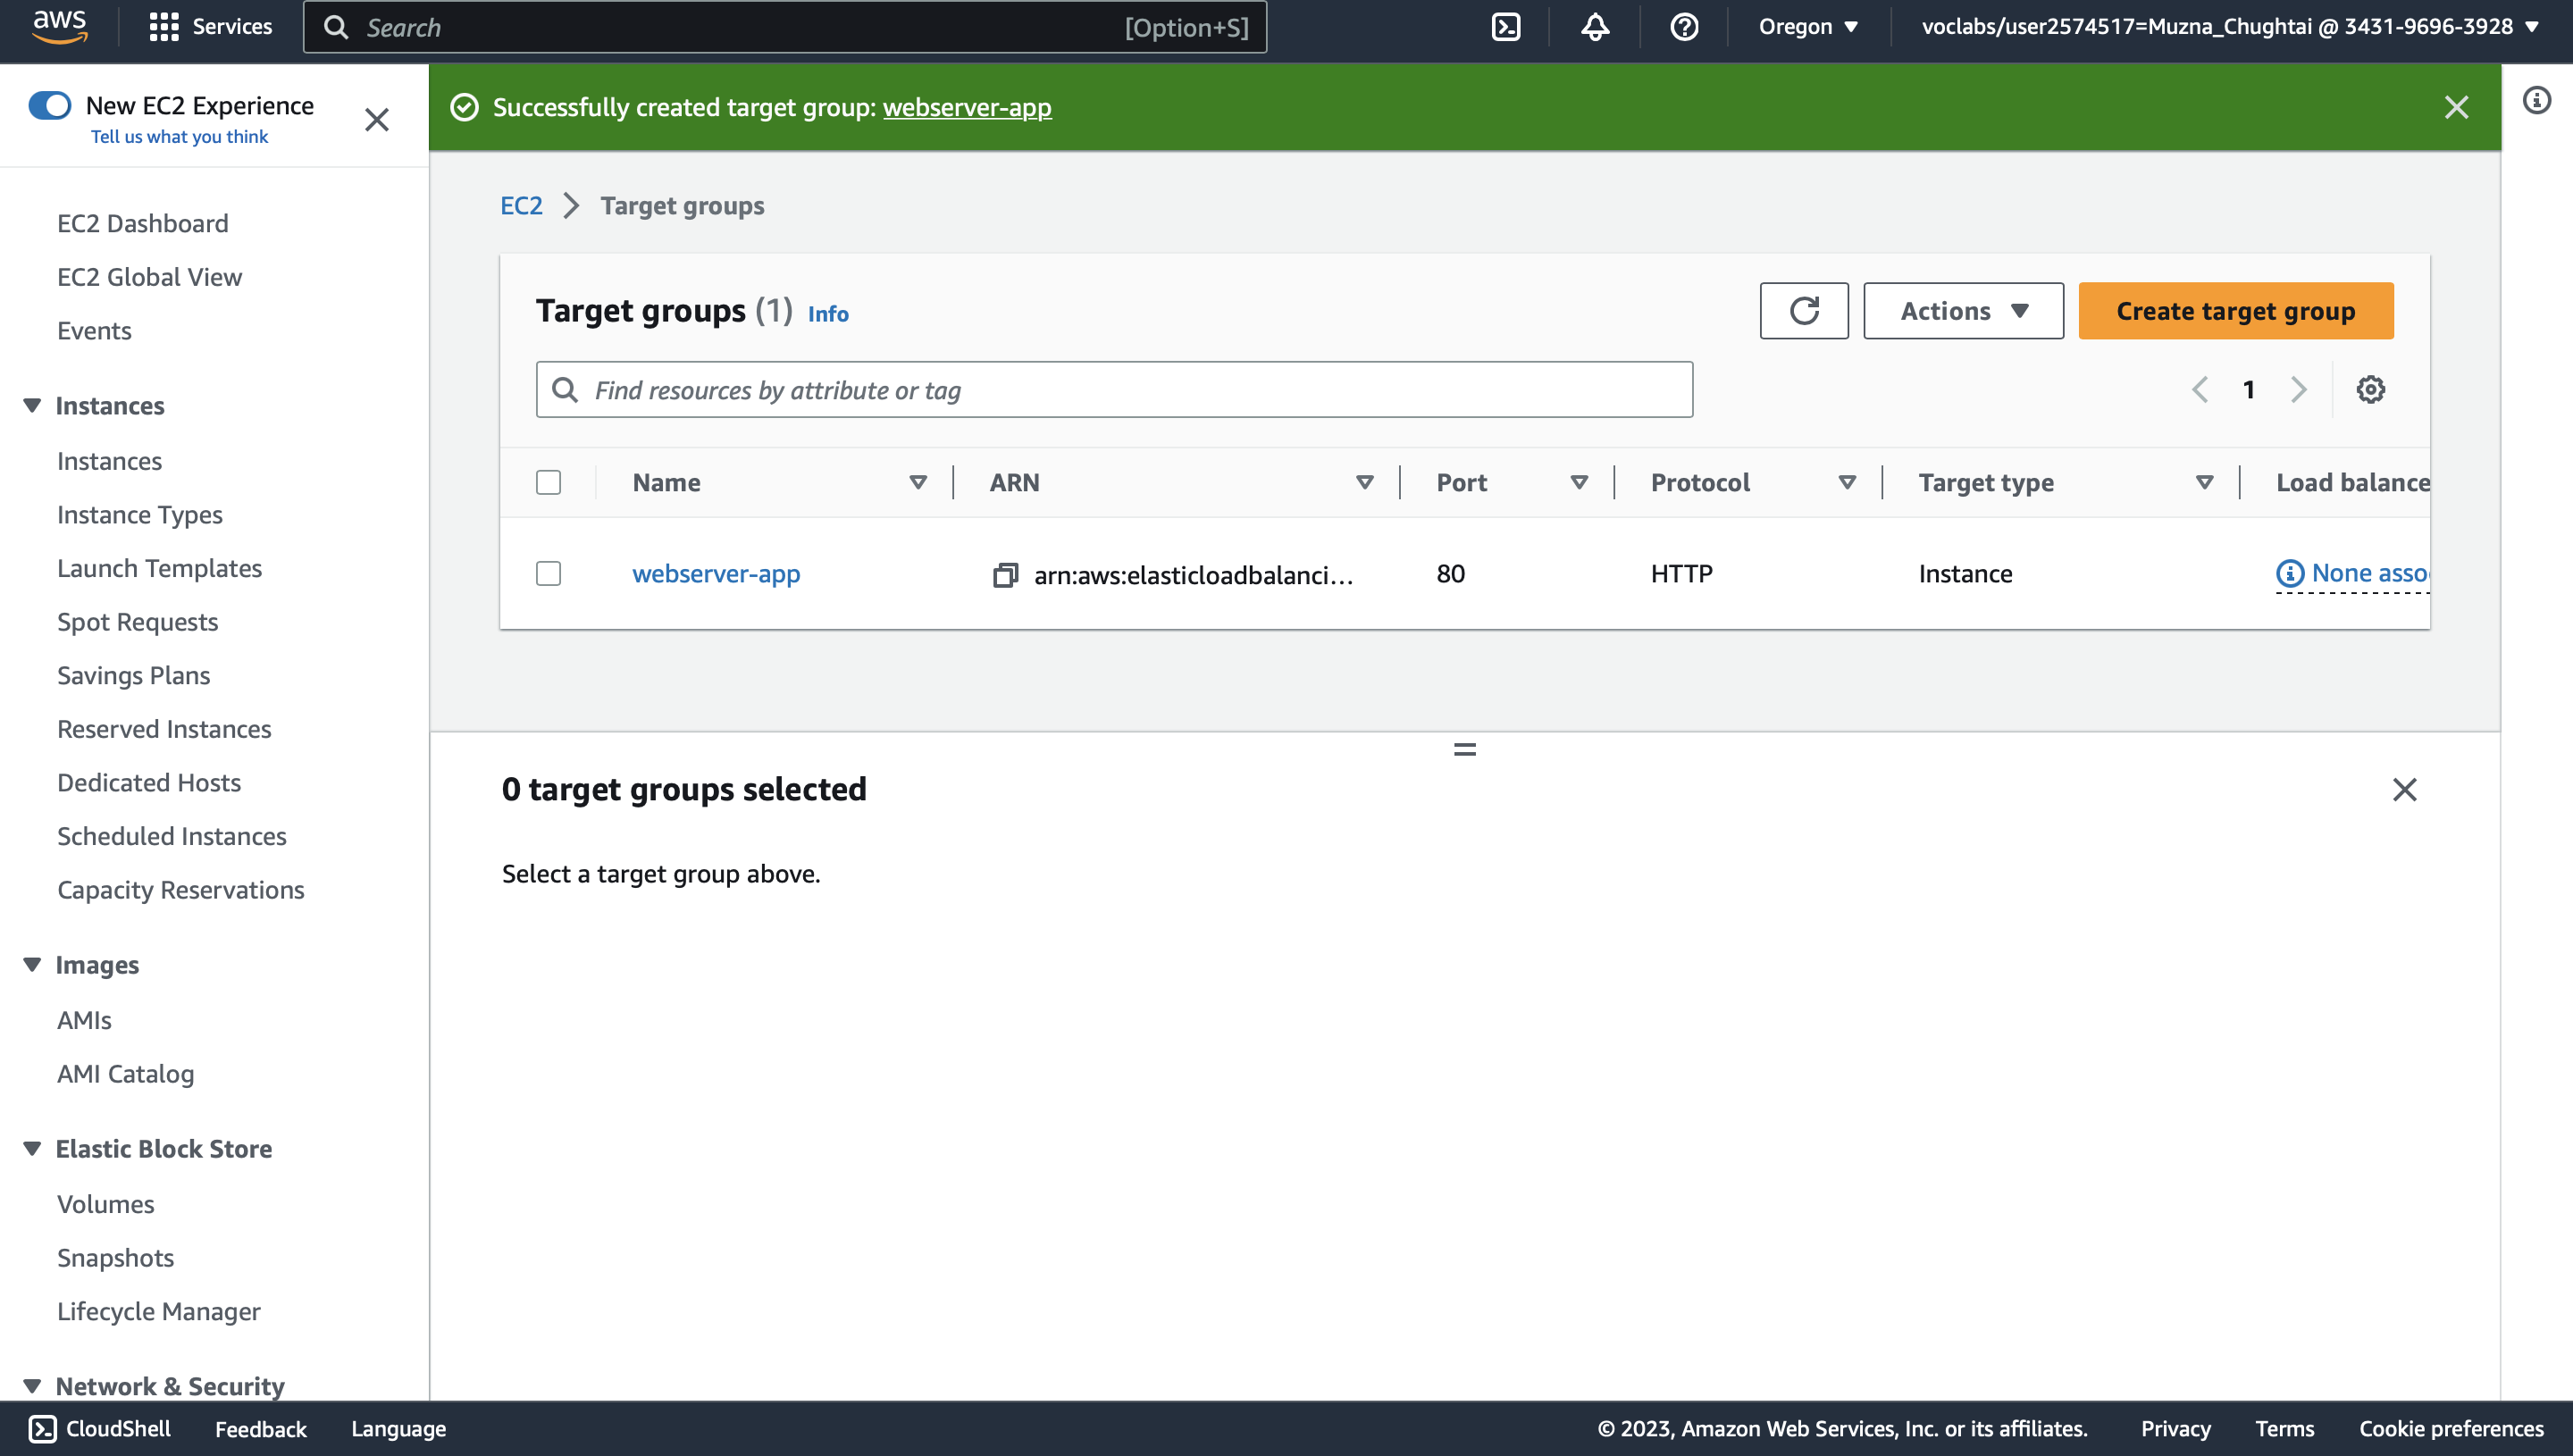 aws
Services
Search
[Option+S]
Oregon
voclabs/user2574517=Muzna_Chughtai @ 3431-9696-3928
New EC2 Experience
Tell us what you think
EC2 Dashboard
EC2 Global View
Events
Instances
Instances
Instance Types
Launch Templates
Spot Requests
Savings Plans
Reserved Instances
Dedicated Hosts
Scheduled Instances
Capacity Reservations
Images
AMIs
AMI Catalog
Elastic Block Store
Volumes
Snapshots
Lifecycle Manager
Network & Security
Successfully created target group: webserver-app
EC2 > Target groups
Target groups (1) Info
Actions
Create target group
Find resources by attribute or tag
1
Name ARN Port Protocol Target type Load balance
webserver-app arn:aws:elasticloadbalanci... 80 HTTP Instance None asso
0 target groups selected
Select a target group above.
CloudShell Feedback Language © 2023, Amazon Web Services, Inc. or its affiliates. Privacy Terms Cookie preferences